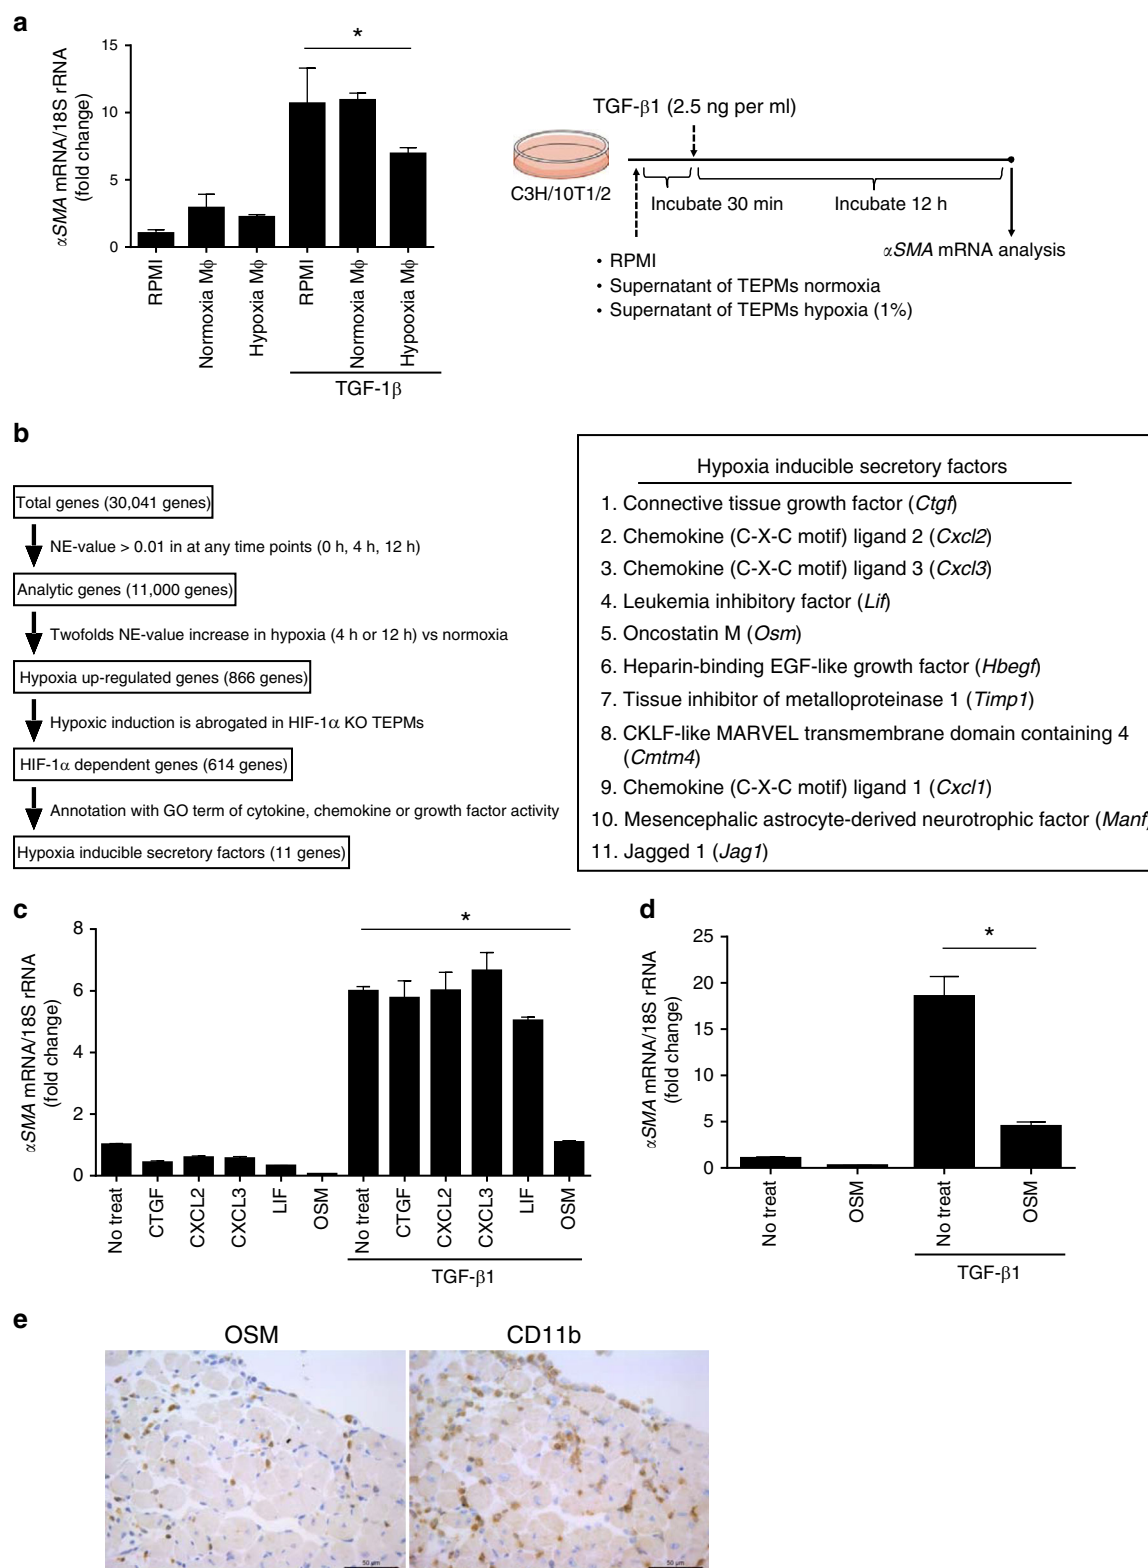 a
15
10
5
0
αSMA mRNA/18S rRNA
(fold change)
*
RPMI
Normoxia Mϕ
Hypoxia Mϕ
RPMI
Normoxia Mϕ
Hypooxia Mϕ
TGF-1β
TGF-β1 (2.5 ng per ml)
C3H/10T1/2
Incubate 30 min
Incubate 12 h
αSMA mRNA analysis
• RPMI
• Supernatant of TEPMs normoxia
• Supernatant of TEPMs hypoxia (1%)
b
Total genes (30,041 genes)
NE-value > 0.01 in at any time points (0 h, 4 h, 12 h)
Analytic genes (11,000 genes)
Twofolds NE-value increase in hypoxia (4 h or 12 h) vs normoxia
Hypoxia up-regulated genes (866 genes)
Hypoxic induction is abrogated in HIF-1α KO TEPMs
HIF-1α dependent genes (614 genes)
Annotation with GO term of cytokine, chemokine or growth factor activity
Hypoxia inducible secretory factors (11 genes)
Hypoxia inducible secretory factors
1. Connective tissue growth factor (Ctgf)
2. Chemokine (C-X-C motif) ligand 2 (Cxcl2)
3. Chemokine (C-X-C motif) ligand 3 (Cxcl3)
4. Leukemia inhibitory factor (Lif)
5. Oncostatin M (Osm)
6. Heparin-binding EGF-like growth factor (Hbegf)
7. Tissue inhibitor of metalloproteinase 1 (Timp1)
8. CKLF-like MARVEL transmembrane domain containing 4
(Cmtm4)
9. Chemokine (C-X-C motif) ligand 1 (Cxcl1)
10. Mesencephalic astrocyte-derived neurotrophic factor (Manf)
11. Jagged 1 (Jag1)
c
8
6
4
2
0
αSMA mRNA/18S rRNA
(fold change)
*
No treat
CTGF
CXCL2
CXCL3
LIF
OSM
No treat
CTGF
CXCL2
CXCL3
LIF
OSM
TGF-β1
d
25
20
15
10
5
0
αSMA mRNA/18S rRNA
(fold change)
*
No treat
OSM
No treat
OSM
TGF-β1
e
OSM
CD11b
50 µm
50 µm